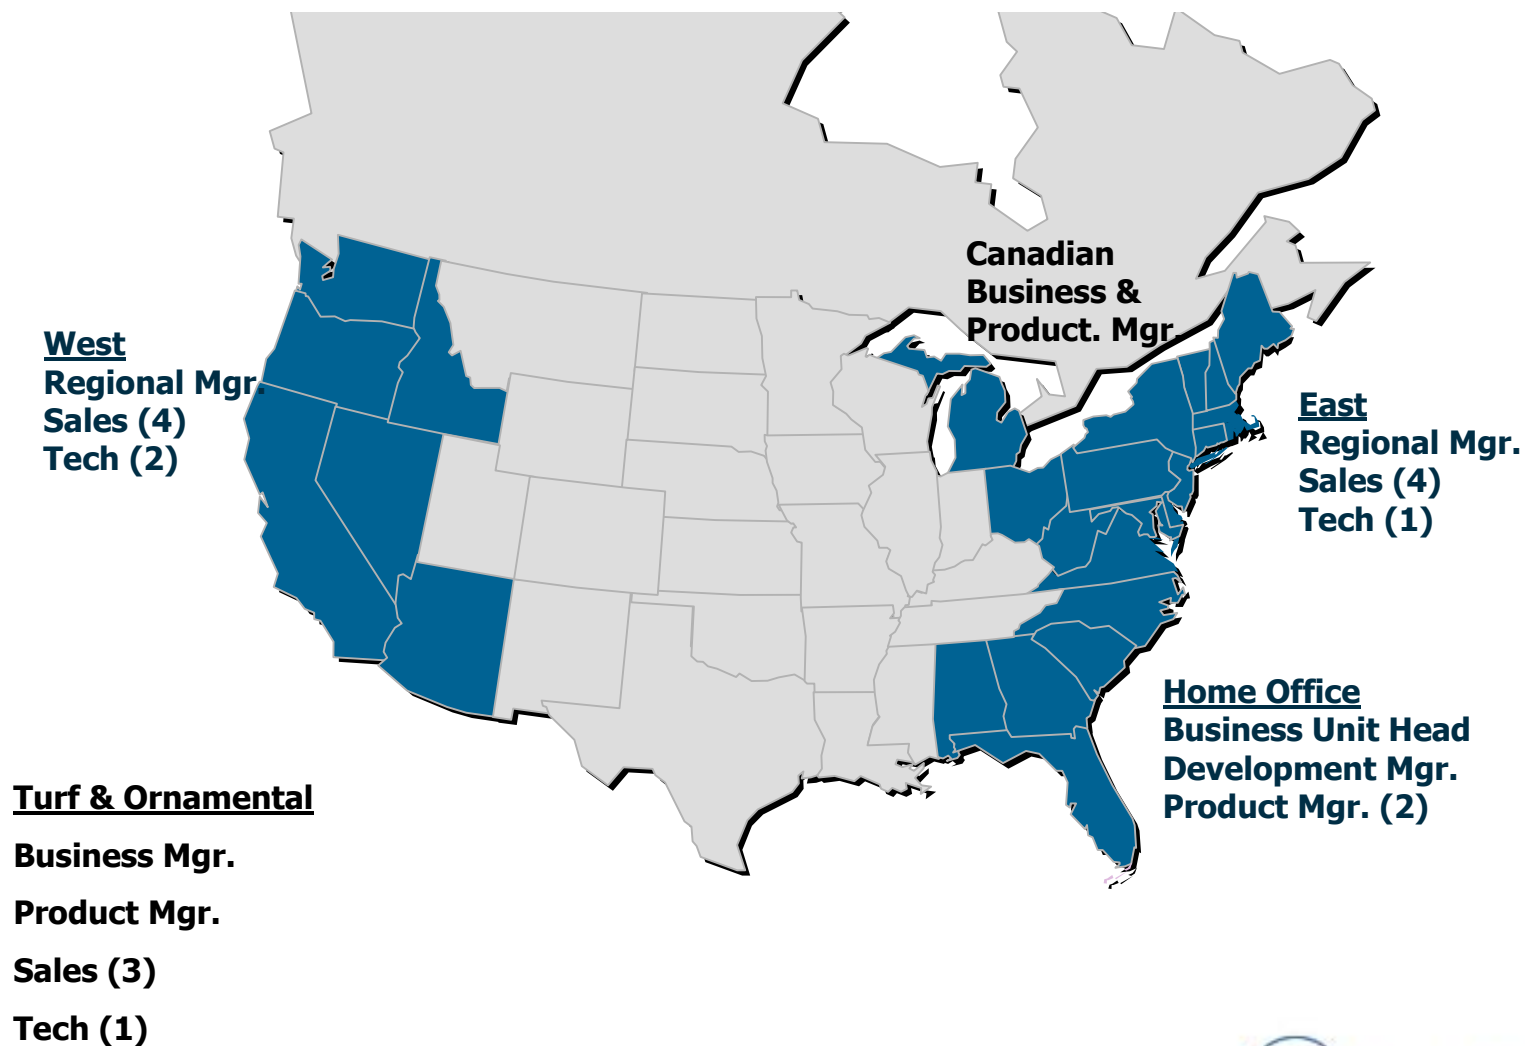 Canadian
Business &
Product. Mgr.
West
Regional Mgr.
Sales (4)
Tech (2)
East
Regional Mgr.
Sales (4)
Tech (1)
Home Office
Business Unit Head
Development Mgr.
Product Mgr. (2)
Turf & Ornamental
Business Mgr.
Product Mgr.
Sales (3)
Tech (1)